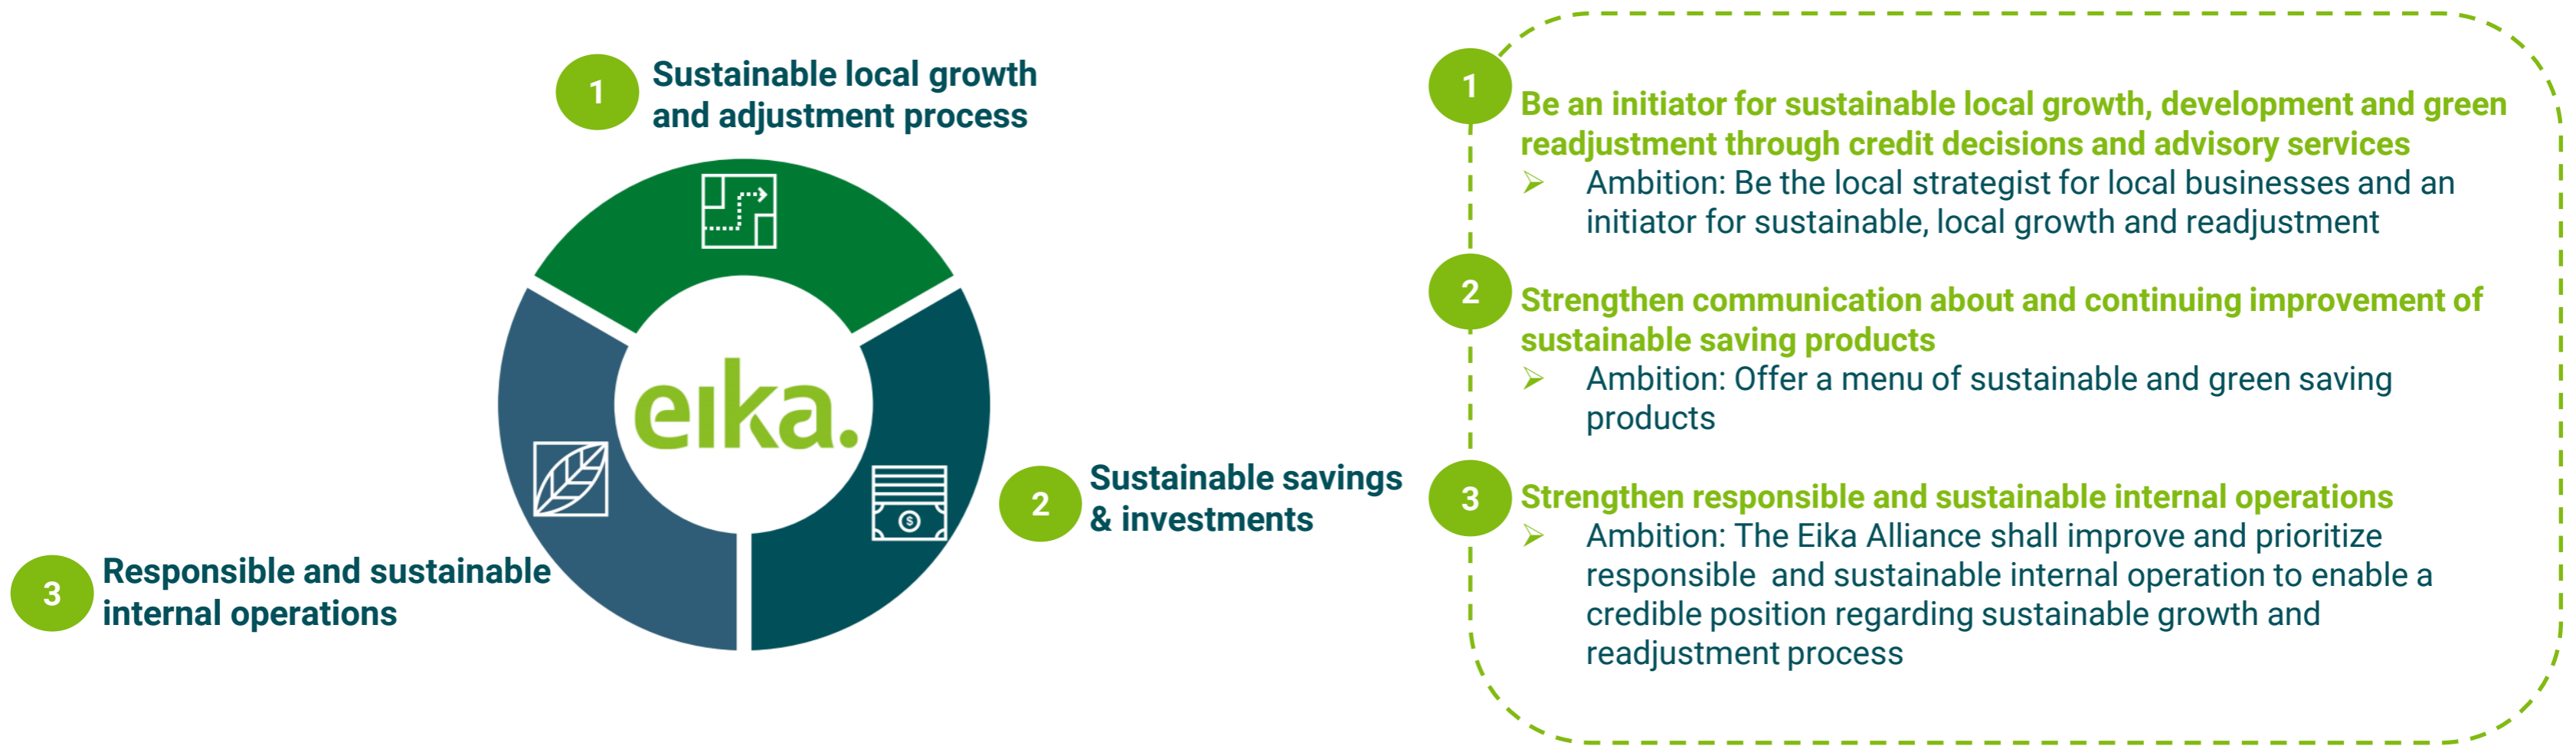 1
Sustainable local growth
and adjustment process
eika.
2
Sustainable savings
& investments
3
Responsible and sustainable
internal operations
1
Be an initiator for sustainable local growth, development and green
readjustment through credit decisions and advisory services
➢ Ambition: Be the local strategist for local businesses and an
initiator for sustainable, local growth and readjustment
2
Strengthen communication about and continuing improvement of
sustainable saving products
➢ Ambition: Offer a menu of sustainable and green saving
products
3
Strengthen responsible and sustainable internal operations
➢ Ambition: The Eika Alliance shall improve and prioritize
responsible  and sustainable internal operation to enable a
credible position regarding sustainable growth and
readjustment process